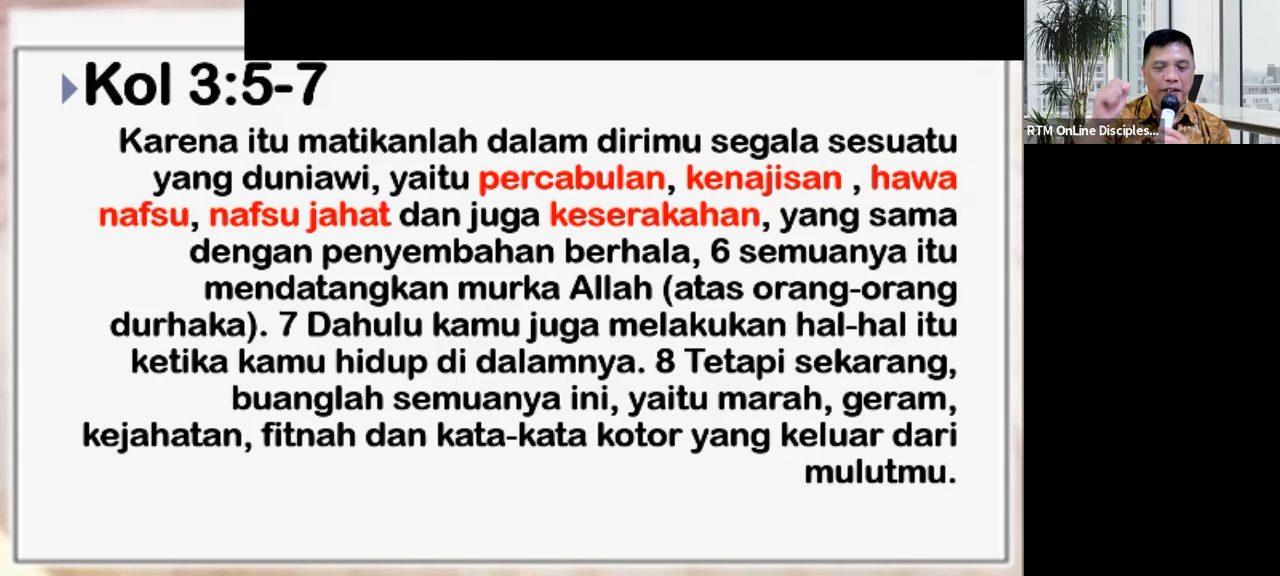 Kol 3:5-7
Karena itu matikanlah dalam dirimu segala sesuatu
yang duniawi, yaitu percabulan, kenajisan , hawa
nafsu, nafsu jahat dan juga keserakahan, yang sama
dengan penyembahan berhala, 6 semuanya itu
mendatangkan murka Allah (atas orang-orang
durhaka). 7 Dahulu kamu juga melakukan hal-hal itu
ketika kamu hidup di dalamnya. 8 Tetapi sekarang,
buanglah semuanya ini, yaitu marah, geram,
kejahatan, fitnah dan kata-kata kotor yang keluar dari
mulutmu.
RTM OnLine Disciples...